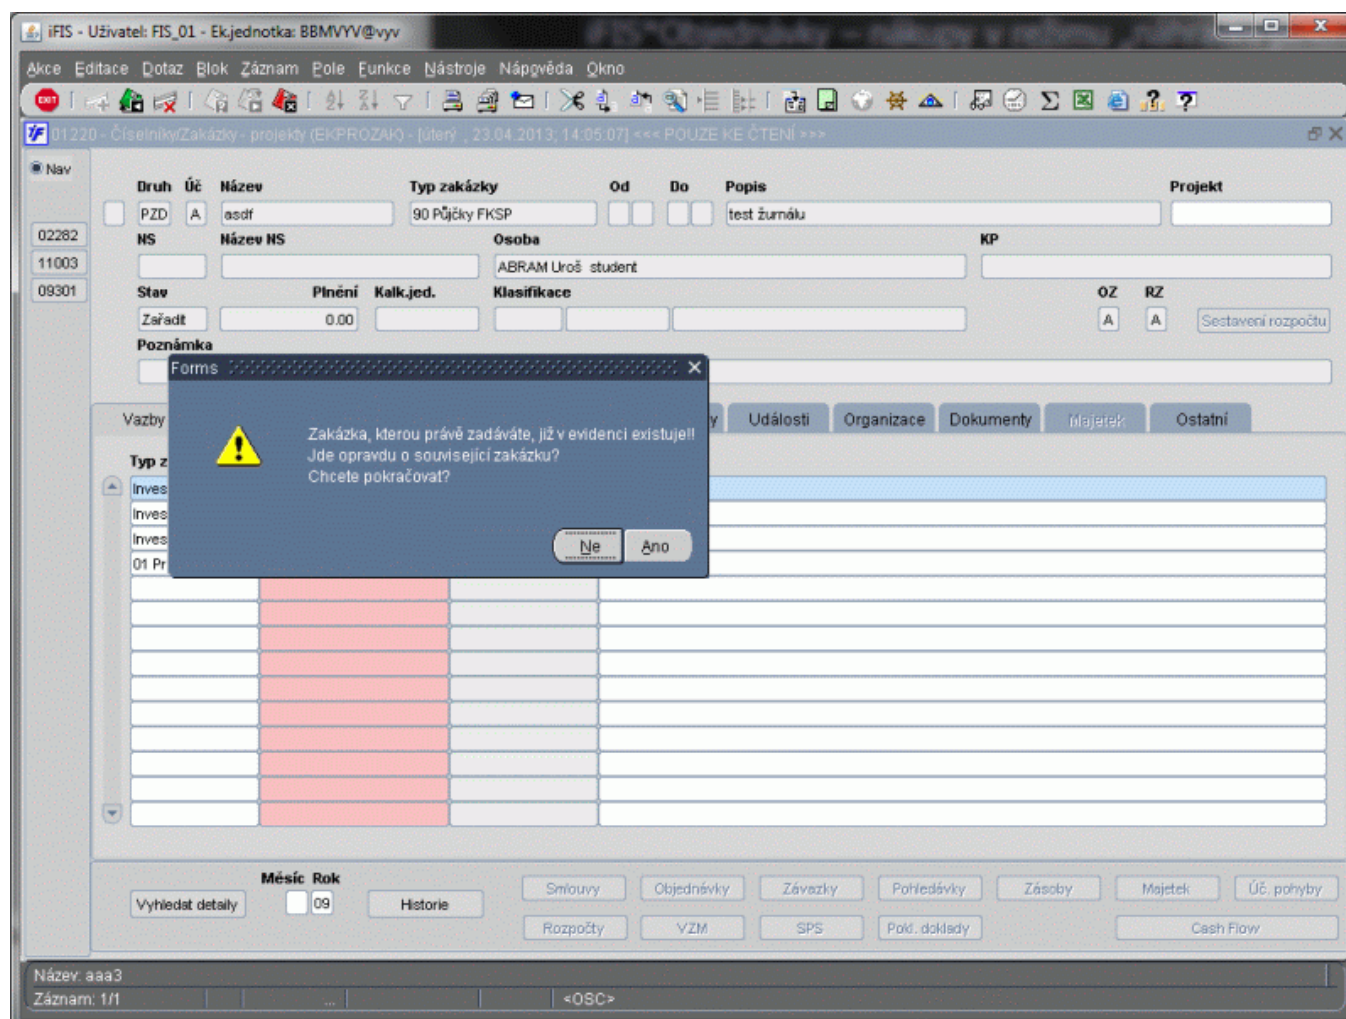 iFIS - Uživatel: FIS_01 - Ek.jednotka: BBMVYV@vyv
Akce Editace Dotaz Blok Záznam Pole Funkce Nástroje Nápověda Okno
EXIT
01220 - Číselníky/Zakázky - projekty (EKPROZAK) - [úterý , 23.04.2013; 14:05:07] <<< POUZE KE ČTENÍ >>>
Nav
Druh Úč Název Typ zakázky Od Do Popis Projekt
PZD A asdf 90 Půjčky FKSP test žurnálu
02282
NS Název NS Osoba KP
11003
ABRAM Uroš student
09301
Stav Plnění Kalk.jed. Klasifikace OZ RZ
Zařadit 0.00 A A Sestavení rozpočtu
Poznámka
Forms
Vazby y Události Organizace Dokumenty Majetek Ostatní
Zakázka, kterou právě zadáváte, již v evidenci existuje!!
Jde opravdu o související zakázku?
Chcete pokračovat?
Typ z
Inves
Inves
Inves
01 Pr
Ne Ano
Měsíc Rok
Vyhledat detaily 09 Historie
Smlouvy Objednávky Závazky Pohledávky Zásoby Majetek Úč. pohyby
Rozpočty VZM SPS Pokl. doklady Cash Flow
Název: aaa3
Záznam: 1/1 ... <OSC>